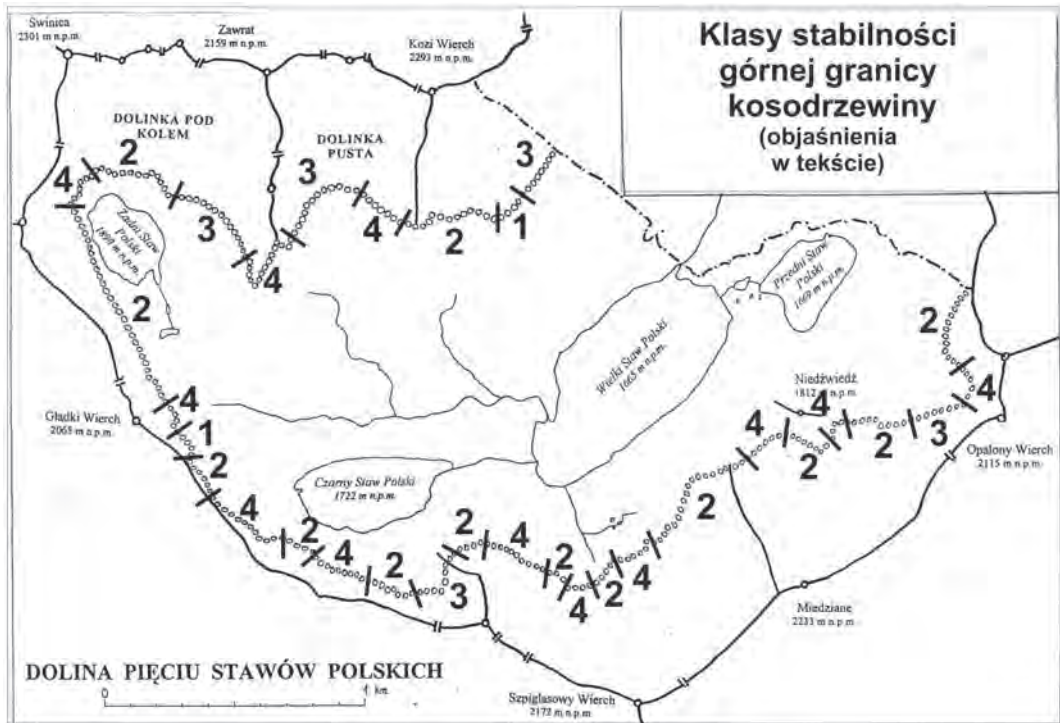 Świnica
2301 m n.p.m.
Zawrat
2159 m n.p.m.
Kozi Wierch
2293 m n.p.m.
Klasy stabilności
górnej granicy
kosodrzewiny
(objaśnienia
w tekście)
DOLINKA POD
KOŁEM
DOLINKA
PUSTA
2
4
3
4
3
4
2
1
3
Zadni Staw
Polski
1890 m n.p.m.
2
4
1
2
4
2
4
2
3
2
4
2
4
2
4
2
4
2
4
2
3
4
2
Przedni Staw
Polski
1669 m n.p.m.
Wielki Staw Polski
1665 m n.p.m.
Niedźwiedź
1812 m n.p.m.
Gładki Wierch
2065 m n.p.m.
Czarny Staw Polski
1722 m n.p.m.
Opalony Wierch
2115 m n.p.m.
Miedziane
2233 m n.p.m.
Szpiglasowy Wierch
2172 m n.p.m.
DOLINA PIĘCIU STAWÓW POLSKICH
0 1 km